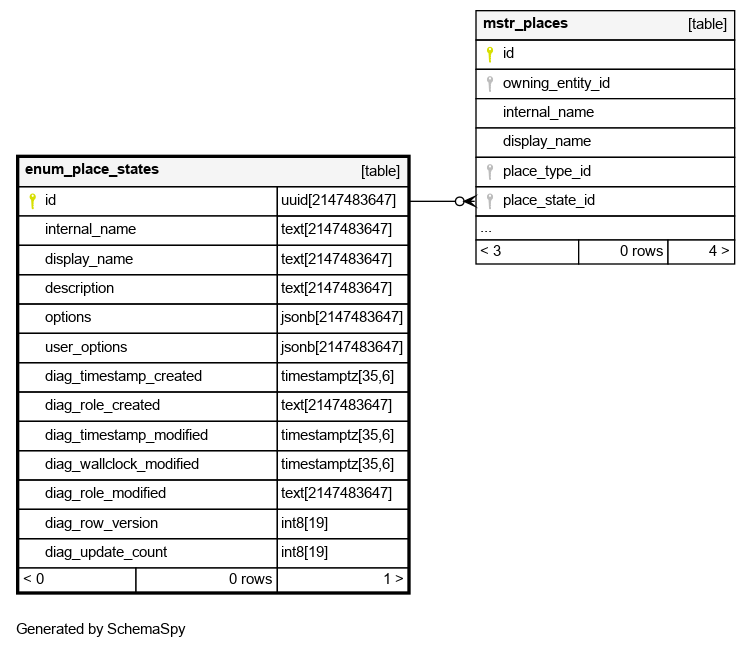 mstr_places [table]
id
owning_entity_id
internal_name
display_name
place_type_id
place_state_id
...
< 3 0 rows 4 >
enum_place_states [table]
id uuid[2147483647]
internal_name text[2147483647]
display_name text[2147483647]
description text[2147483647]
options jsonb[2147483647]
user_options jsonb[2147483647]
diag_timestamp_created timestamptz[35,6]
diag_role_created text[2147483647]
diag_timestamp_modified timestamptz[35,6]
diag_wallclock_modified timestamptz[35,6]
diag_role_modified text[2147483647]
diag_row_version int8[19]
diag_update_count int8[19]
< 0 0 rows 1 >
Generated by SchemaSpy